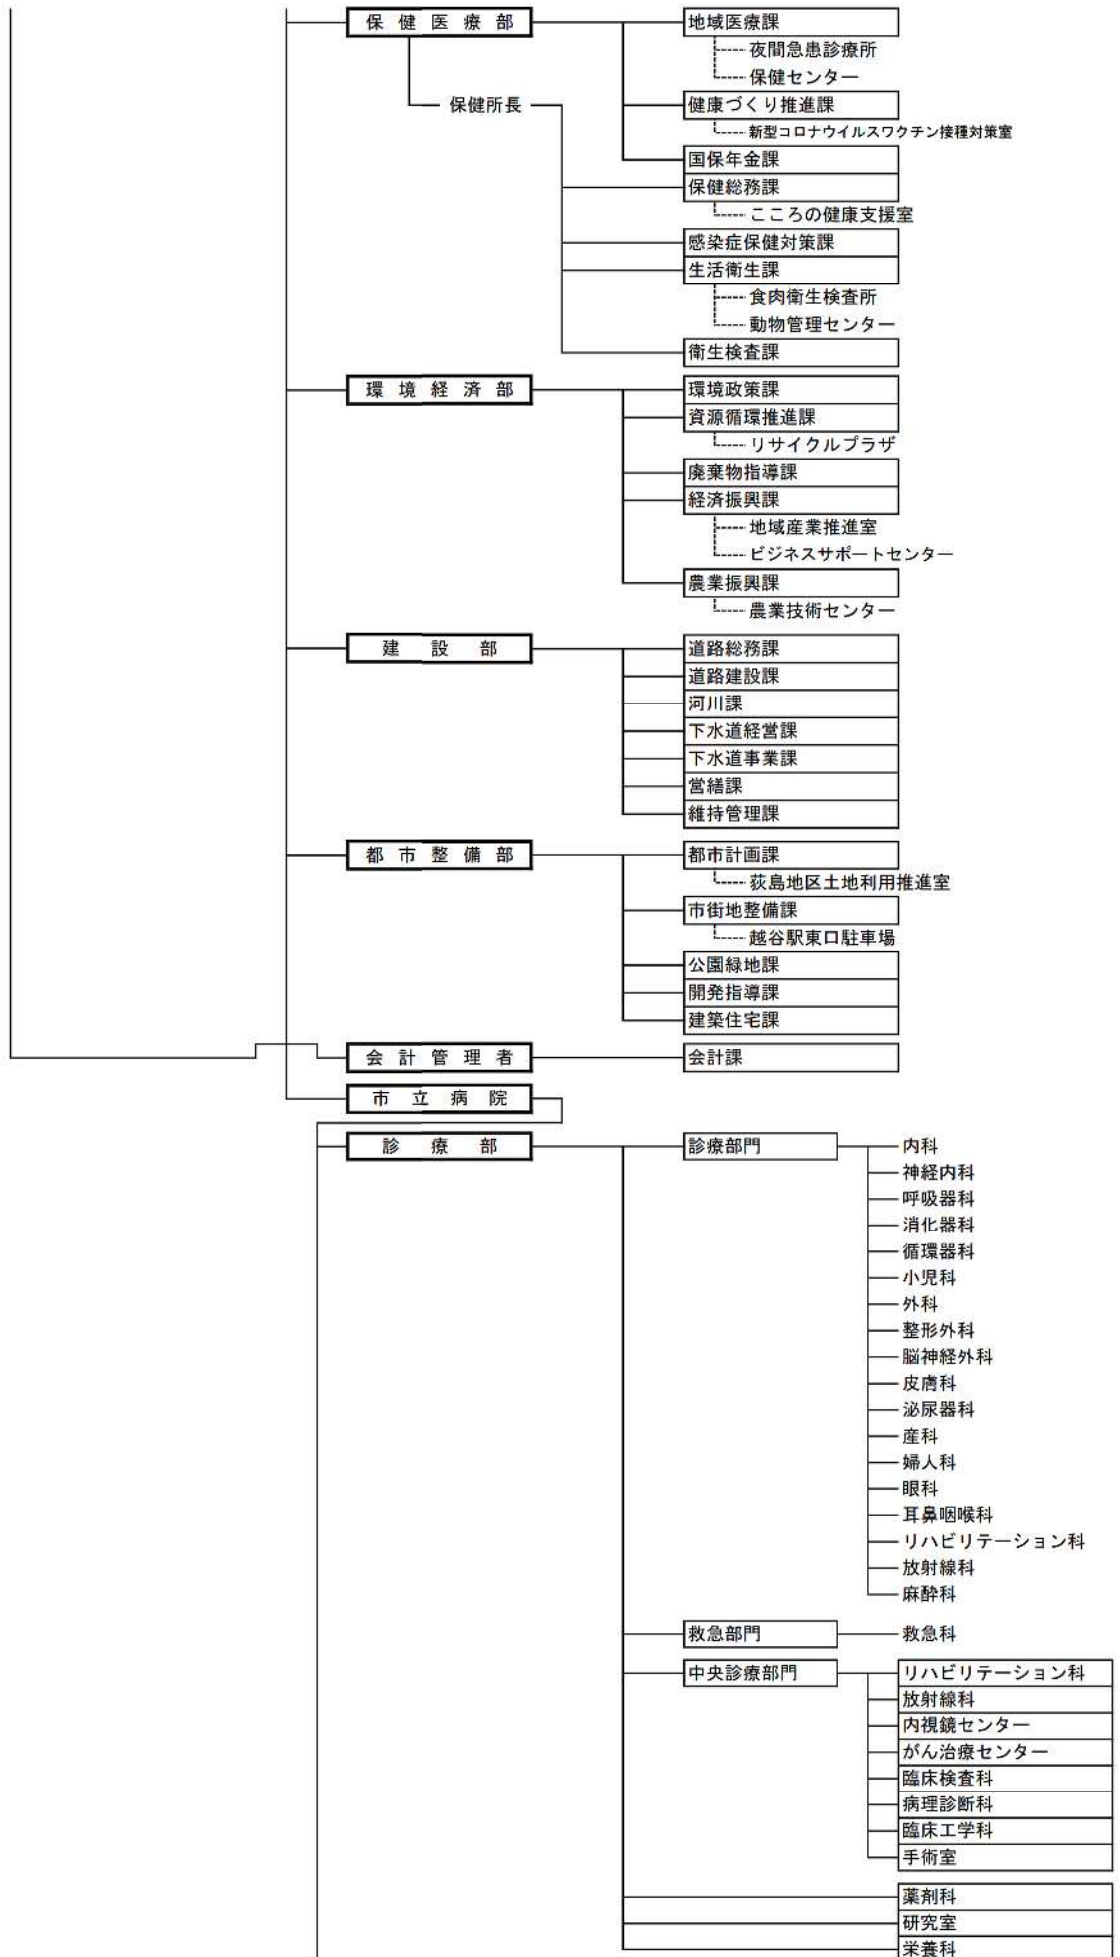 保健医療部
地域医療課
夜間急患診療所
保健センター
保健所長
健康づくり推進課
新型コロナウイルスワクチン接種対策室
国保年金課
保健総務課
こころの健康支援室
感染症保健対策課
生活衛生課
食肉衛生検査所
動物管理センター
衛生検査課
環境経済部
環境政策課
資源循環推進課
リサイクルプラザ
廃棄物指導課
経済振興課
地域産業推進室
ビジネスサポートセンター
農業振興課
農業技術センター
建設部
道路総務課
道路建設課
河川課
下水道経営課
下水道事業課
営繕課
維持管理課
都市整備部
都市計画課
荻島地区土地利用推進室
市街地整備課
越谷駅東口駐車場
公園緑地課
開発指導課
建築住宅課
会計管理者
会計課
市立病院
診療部
診療部門
内科
神経内科
呼吸器科
消化器科
循環器科
小児科
外科
整形外科
脳神経外科
皮膚科
泌尿器科
産科
婦人科
眼科
耳鼻咽喉科
リハビリテーション科
放射線科
麻酔科
救急部門
救急科
中央診療部門
リハビリテーション科
放射線科
内視鏡センター
がん治療センター
臨床検査科
病理診断科
臨床工学科
手術室
薬剤科
研究室
栄養科